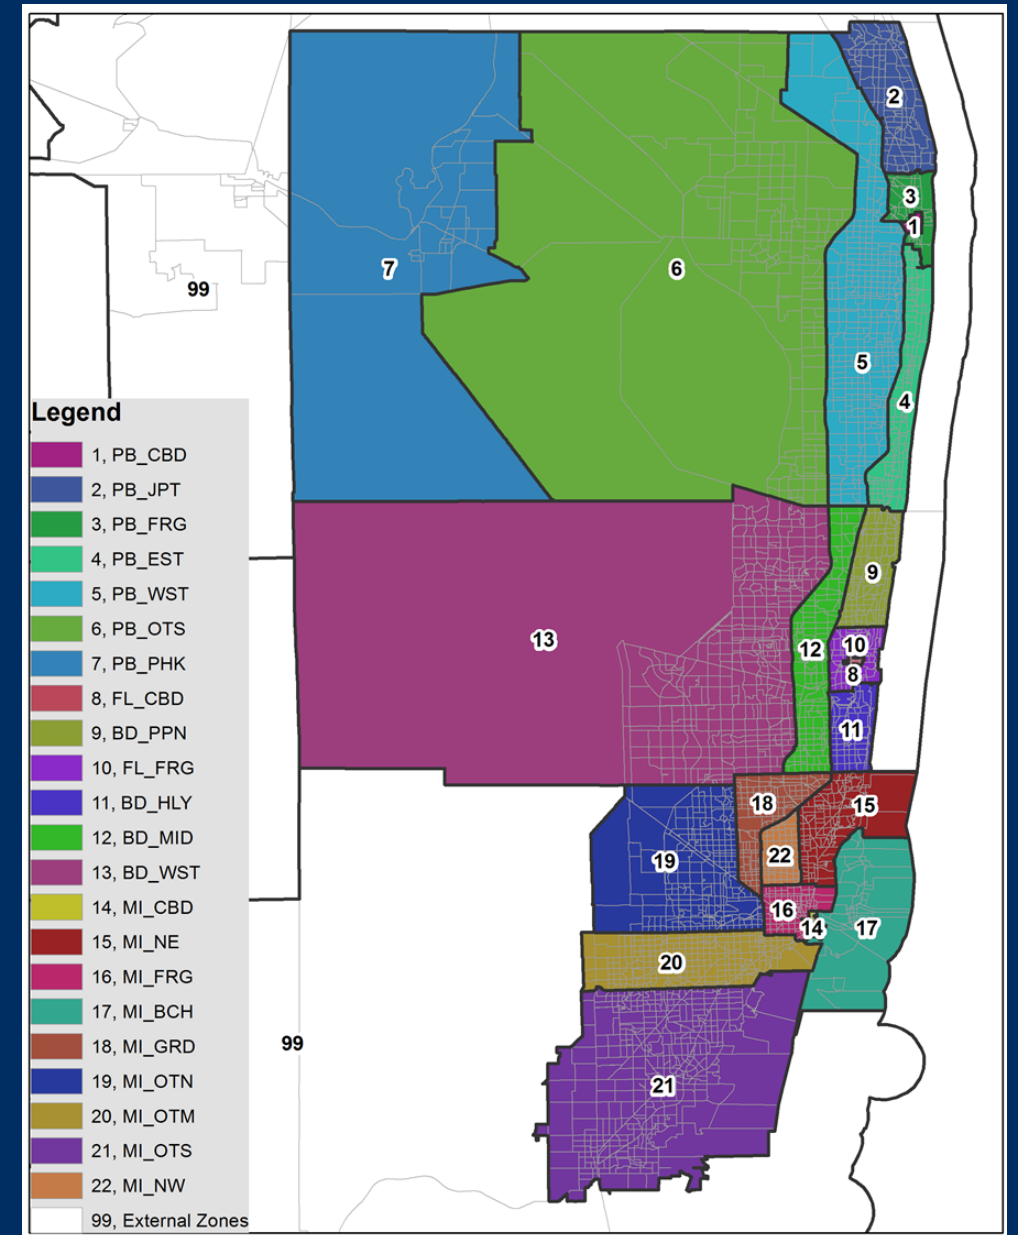 2
3
1
7
6
99
5
4
Legend
1, PB_CBD
2, PB_JPT
3, PB_FRG
4, PB_EST
5, PB_WST
6, PB_OTS
7, PB_PHK
8, FL_CBD
9, BD_PPN
10, FL_FRG
11, BD_HLY
12, BD_MID
13, BD_WST
14, MI_CBD
15, MI_NE
16, MI_FRG
17, MI_BCH
18, MI_GRD
19, MI_OTN
20, MI_OTM
21, MI_OTS
22, MI_NW
99, External Zones
9
13
12
10
8
11
18
15
19
22
16
14
17
20
99
21